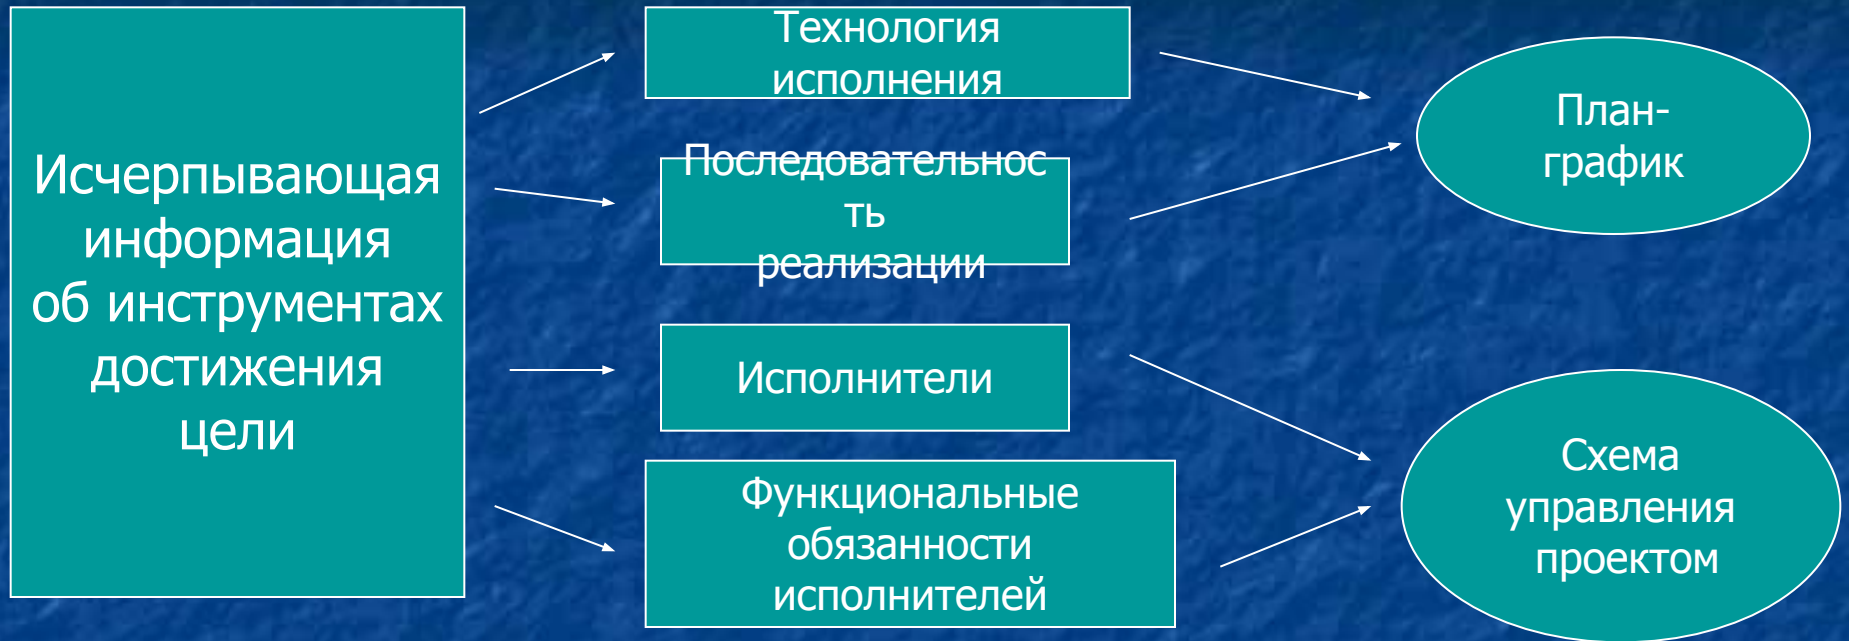 Исчерпывающая
информация
об инструментах
достижения
цели
Технология
исполнения
Последовательнос
ть
реализации
Исполнители
Функциональные
обязанности
исполнителей
План-
график
Схема
управления
проектом